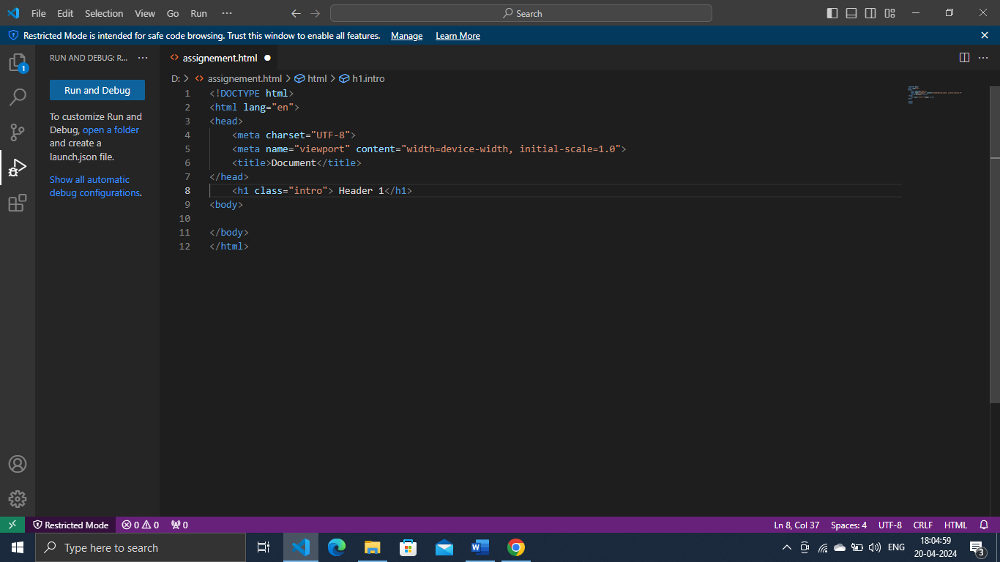 File Edit Selection View Go Run ···
Search
Restricted Mode is intended for safe code browsing. Trust this window to enable all features. Manage Learn More
1
RUN AND DEBUG: R... ···
Run and Debug
To customize Run and
Debug, open a folder
and create a
launch.json file.
Show all automatic
debug configurations.
assignement.html
D: > assignement.html > html > h1.intro
1 <!DOCTYPE html>
2 <html lang="en">
3 <head>
4 <meta charset="UTF-8">
5 <meta name="viewport" content="width=device-width, initial-scale=1.0">
6 <title>Document</title>
7 </head>
8 <h1 class="intro"> Header 1</h1>
9 <body>
10
11 </body>
12 </html>
Restricted Mode 0 0 0
Ln 8, Col 37 Spaces: 4 UTF-8 CRLF HTML
Type here to search
ENG
18:04:59
20-04-2024
3